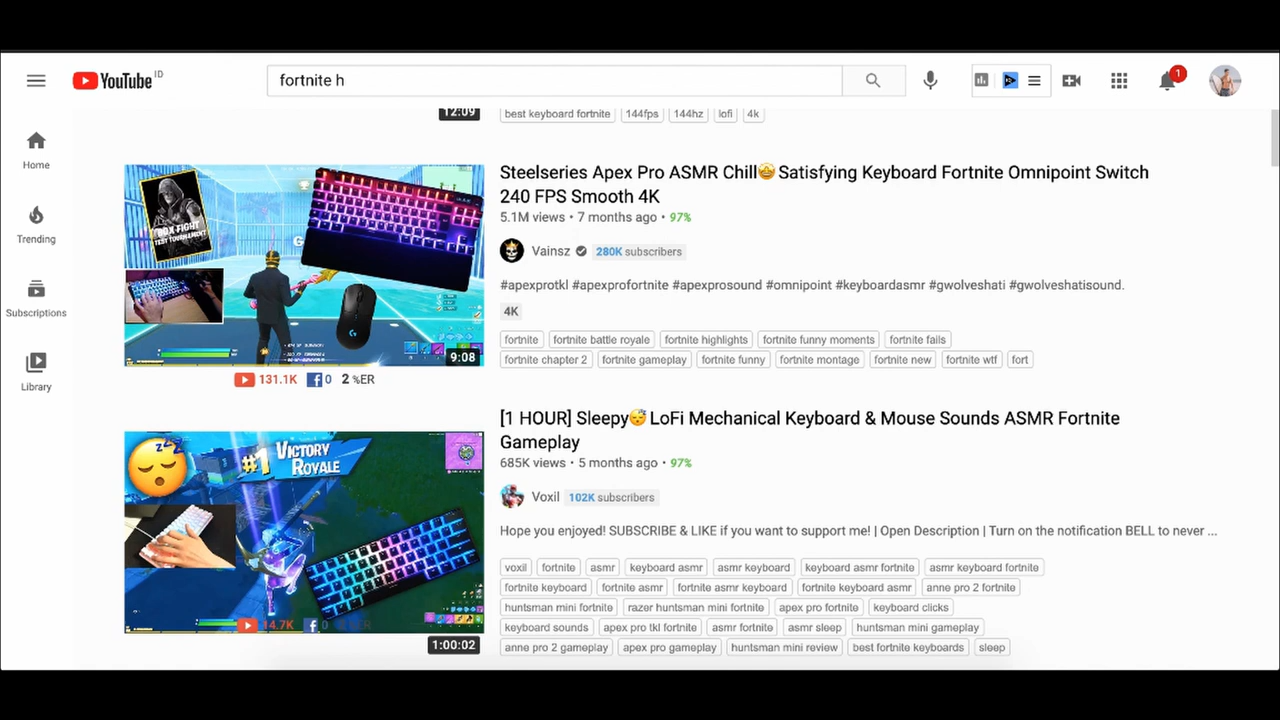 YouTube ID
fortnite h
1
12:09
best keyboard fortnite 144fps 144hz lofi 4k
Home
Trending
Subscriptions
Library
BOX FIGHT
TEST TOURNAMENT
9:08
131.1K 0 2 %ER
Steelseries Apex Pro ASMR Chill🤩Satisfying Keyboard Fortnite Omnipoint Switch
240 FPS Smooth 4K
5.1M views • 7 months ago • 97%
Vainsz 280K subscribers
#apexprotkl #apexprofortnite #apexprosound #omnipoint #keyboardasmr #gwolveshati #gwolveshatisound.
4K
fortnite fortnite battle royale fortnite highlights fortnite funny moments fortnite fails
fortnite chapter 2 fortnite gameplay fortnite funny fortnite montage fortnite new fortnite wtf fort
#1 VICTORY
ROYALE
14.7K 0 %ER
1:00:02
[1 HOUR] Sleepy😴LoFi Mechanical Keyboard & Mouse Sounds ASMR Fortnite
Gameplay
685K views • 5 months ago • 97%
Voxil 102K subscribers
Hope you enjoyed! SUBSCRIBE & LIKE if you want to support me! | Open Description | Turn on the notification BELL to never ...
voxil fortnite asmr keyboard asmr asmr keyboard keyboard asmr fortnite asmr keyboard fortnite
fortnite keyboard fortnite asmr fortnite asmr keyboard fortnite keyboard asmr anne pro 2 fortnite
huntsman mini fortnite razer huntsman mini fortnite apex pro fortnite keyboard clicks
keyboard sounds apex pro tkl fortnite asmr fortnite asmr sleep huntsman mini gameplay
anne pro 2 gameplay apex pro gameplay huntsman mini review best fortnite keyboards sleep